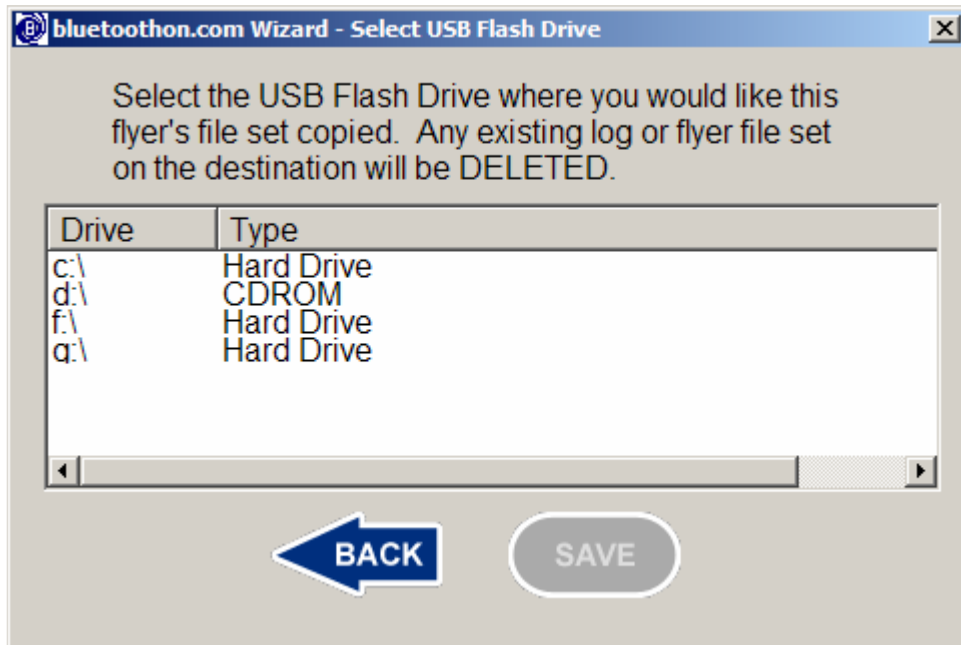 bluetoothon.com Wizard - Select USB Flash Drive
Select the USB Flash Drive where you would like this
flyer's file set copied.  Any existing log or flyer file set
on the destination will be DELETED.
Drive Type
c:\ Hard Drive
d:\ CDROM
f:\ Hard Drive
g:\ Hard Drive
BACK SAVE